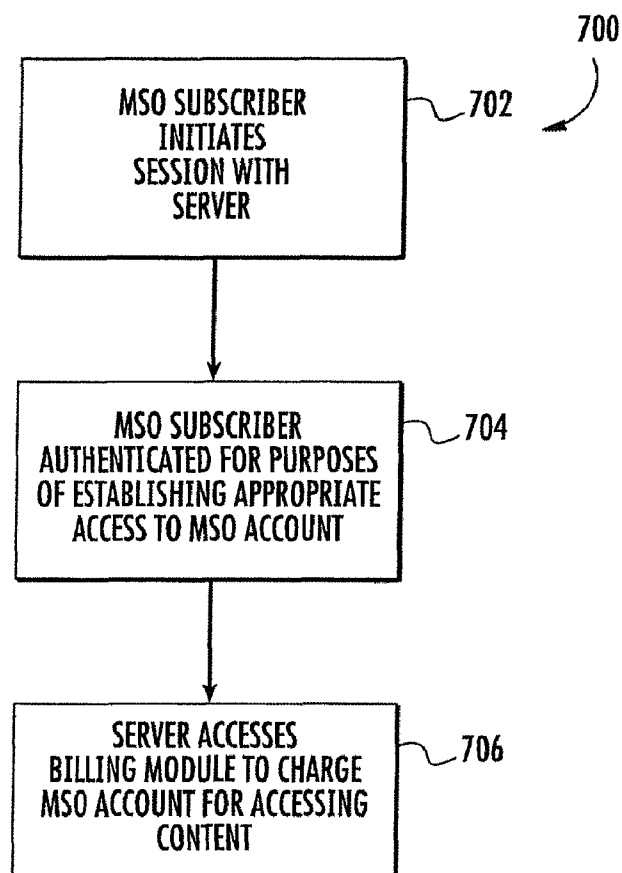 700
MSO SUBSCRIBER
INITIATES
SESSION WITH
SERVER
702
MSO SUBSCRIBER
AUTHENTICATED FOR PURPOSES
OF ESTABLISHING APPROPRIATE
ACCESS TO MSO ACCOUNT
704
SERVER ACCESSES
BILLING MODULE TO CHARGE
MSO ACCOUNT FOR ACCESSING
CONTENT
706